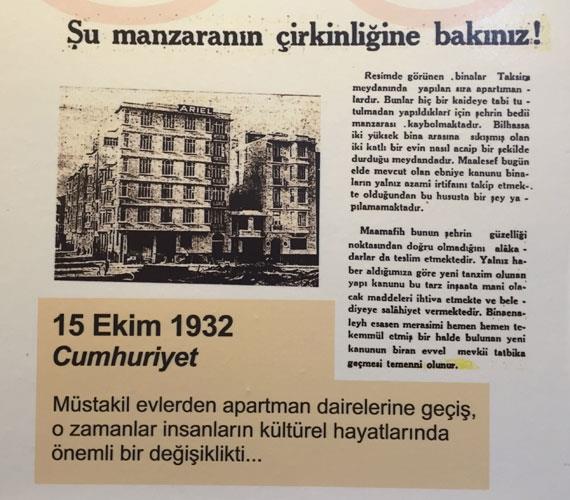 Şu manzaranın çirkinliğine bakınız!
Resimde görünen .binalar Taksim
meydanında yapılan sıra apartıman -
lardır. Bunlar hiç bir kaideye tabi tu -
tulmadan yapıldıkları için şehrin bedii
manzarası .kaybolmaktadır. Bilhassa
iki yüksek bina arasına sıkışmış olan
iki katlı bir evin nasıl acaip bir şekilde
durduğu meydandadır. Maalesef bugün
elde mevcut olan ebniye kanunu bina-
ların yalnız azamî irtifaını takip etmek-
te olduğundan bu hususta bir şey ya -
pılamamaktadır.
Maamafih bunun şehrin güzelliği
noktasından doğru olmadığını alâka -
darlar da teslim etmektedir. Yalnız ha-
ber aldığımıza göre yeni tanzim olunan
yapı kanunu bu tarz inşaata mani ola-
cak maddeleri ihtiva etmekte ve bele -
diyeye salâhiyet vermektedir. Binaena-
leyh esasen merasimi hemen hemen te-
kemmül etmiş bir halde bulunan yeni
kanunun biran evvel mevkii tatbika
geçmesi temenni olunur.
ARIEL
15 Ekim 1932
Cumhuriyet
Müstakil evlerden apartman dairelerine geçiş,
o zamanlar insanların kültürel hayatlarında
önemli bir değişiklikti...